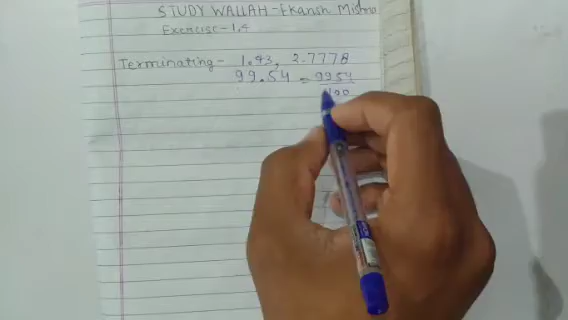 STUDY WALLAH - Ekansh Mishra
Exercise - 1.4
Terminating - 1.43, 2.7778
99.54 = 9954
100